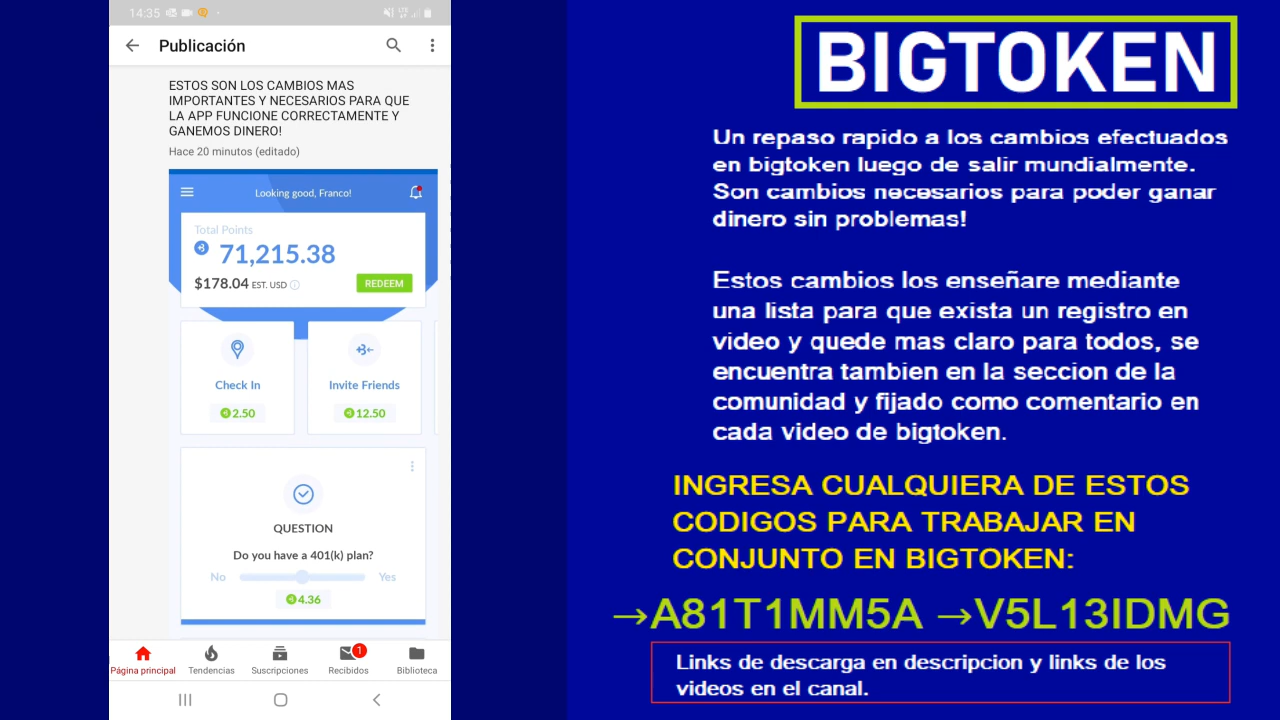 14:35
Publicación
ESTOS SON LOS CAMBIOS MAS
IMPORTANTES Y NECESARIOS PARA QUE
LA APP FUNCIONE CORRECTAMENTE Y
GANEMOS DINERO!
Hace 20 minutos (editado)
Looking good, Franco!
Total Points
71,215.38
$178.04 EST. USD
REDEEM
Check In
2.50
Invite Friends
12.50
QUESTION
Do you have a 401(k) plan?
No
Yes
4.36
1
Página principal
Tendencias
Suscripciones
Recibidos
Biblioteca
BIGTOKEN
Un repaso rapido a los cambios efectuados
en bigtoken luego de salir mundialmente.
Son cambios necesarios para poder ganar
dinero sin problemas!
Estos cambios los enseñare mediante
una lista para que exista un registro en
video y quede mas claro para todos, se
encuentra tambien en la seccion de la
comunidad y fijado como comentario en
cada video de bigtoken.
INGRESA CUALQUIERA DE ESTOS
CODIGOS PARA TRABAJAR EN
CONJUNTO EN BIGTOKEN:
→A81T1MM5A →V5L13IDMG
Links de descarga en descripcion y links de los
videos en el canal.